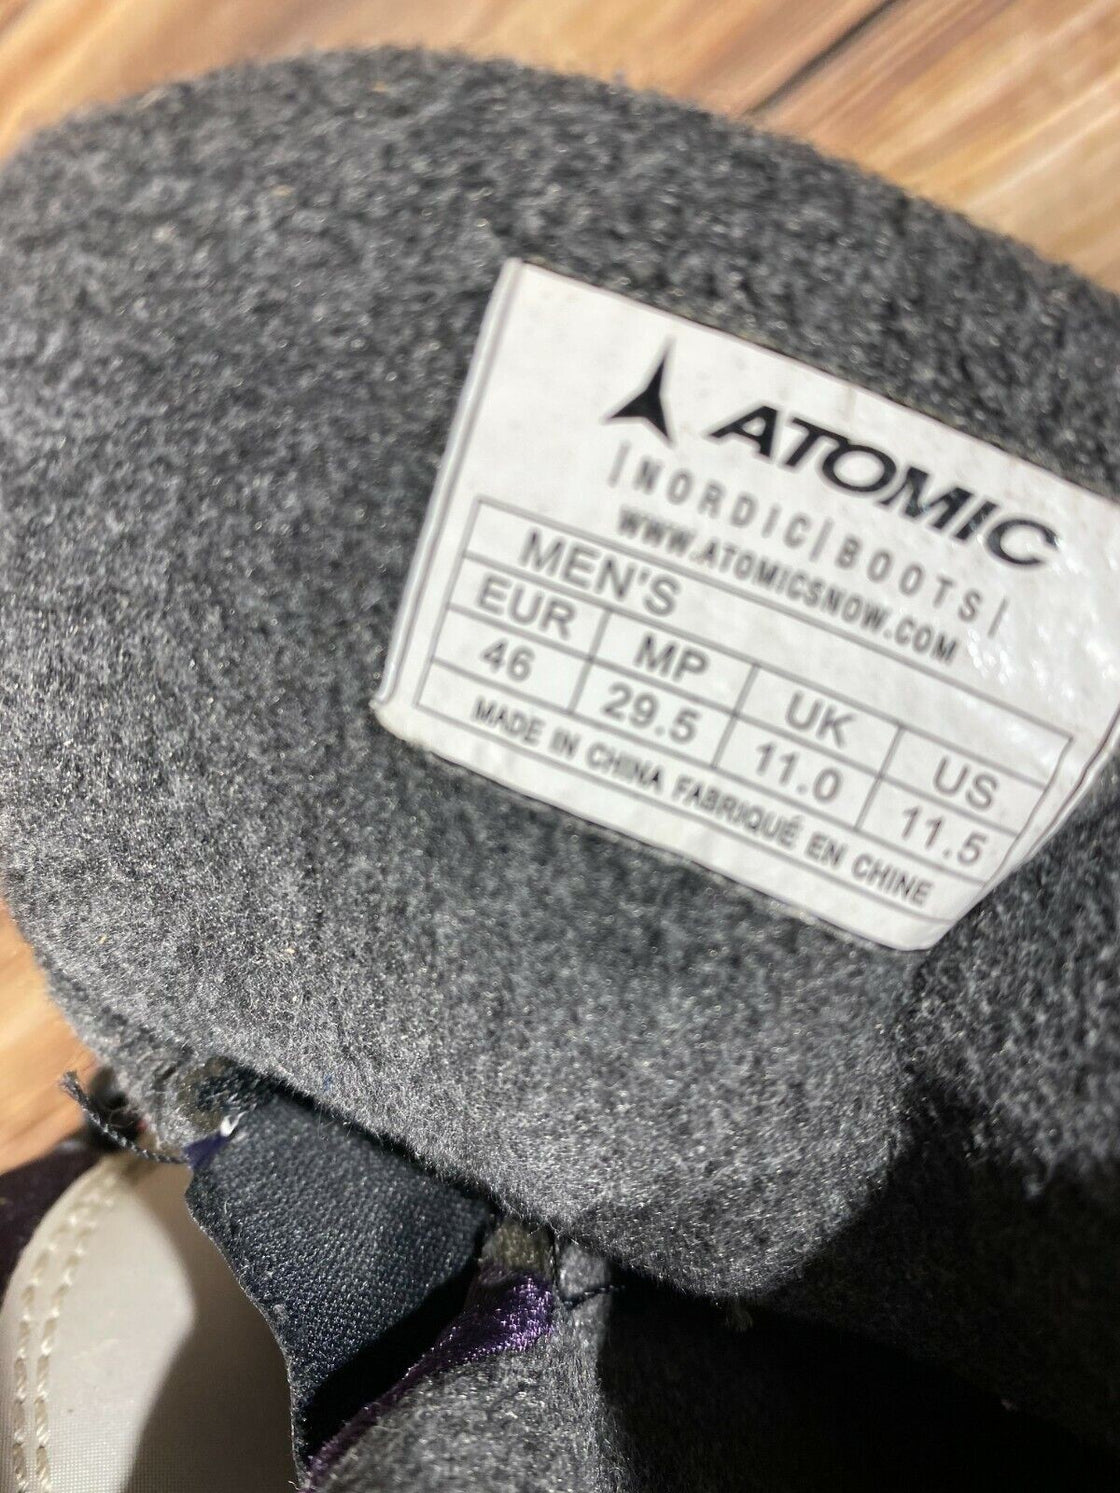 ATOMIC
|NORDIC|BOOTS|
WWW.ATOMICSNOW.COM
MEN'S
EUR MP UK US
46 29.5 11.0 11.5
MADE IN CHINA FABRIQUÉ EN CHINE